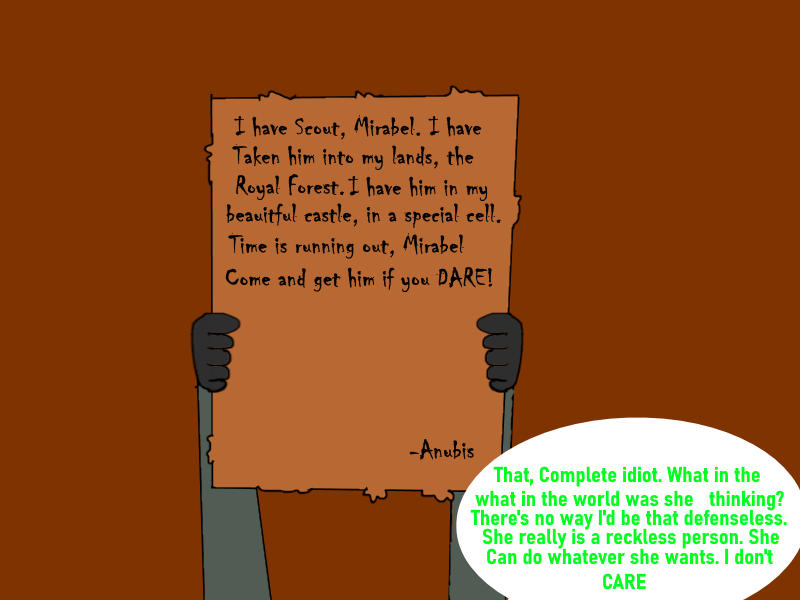 I have Scout, Mirabel. I have
Taken him into my lands, the
Royal Forest. I have him in my
beauitful castle, in a special cell.
Time is running out, Mirabel
Come and get him if you DARE!
-Anubis
That, Complete idiot. What in the
what in the world was she thinking?
There's no way I'd be that defenseless.
She really is a reckless person. She
Can do whatever she wants. I don't
CARE